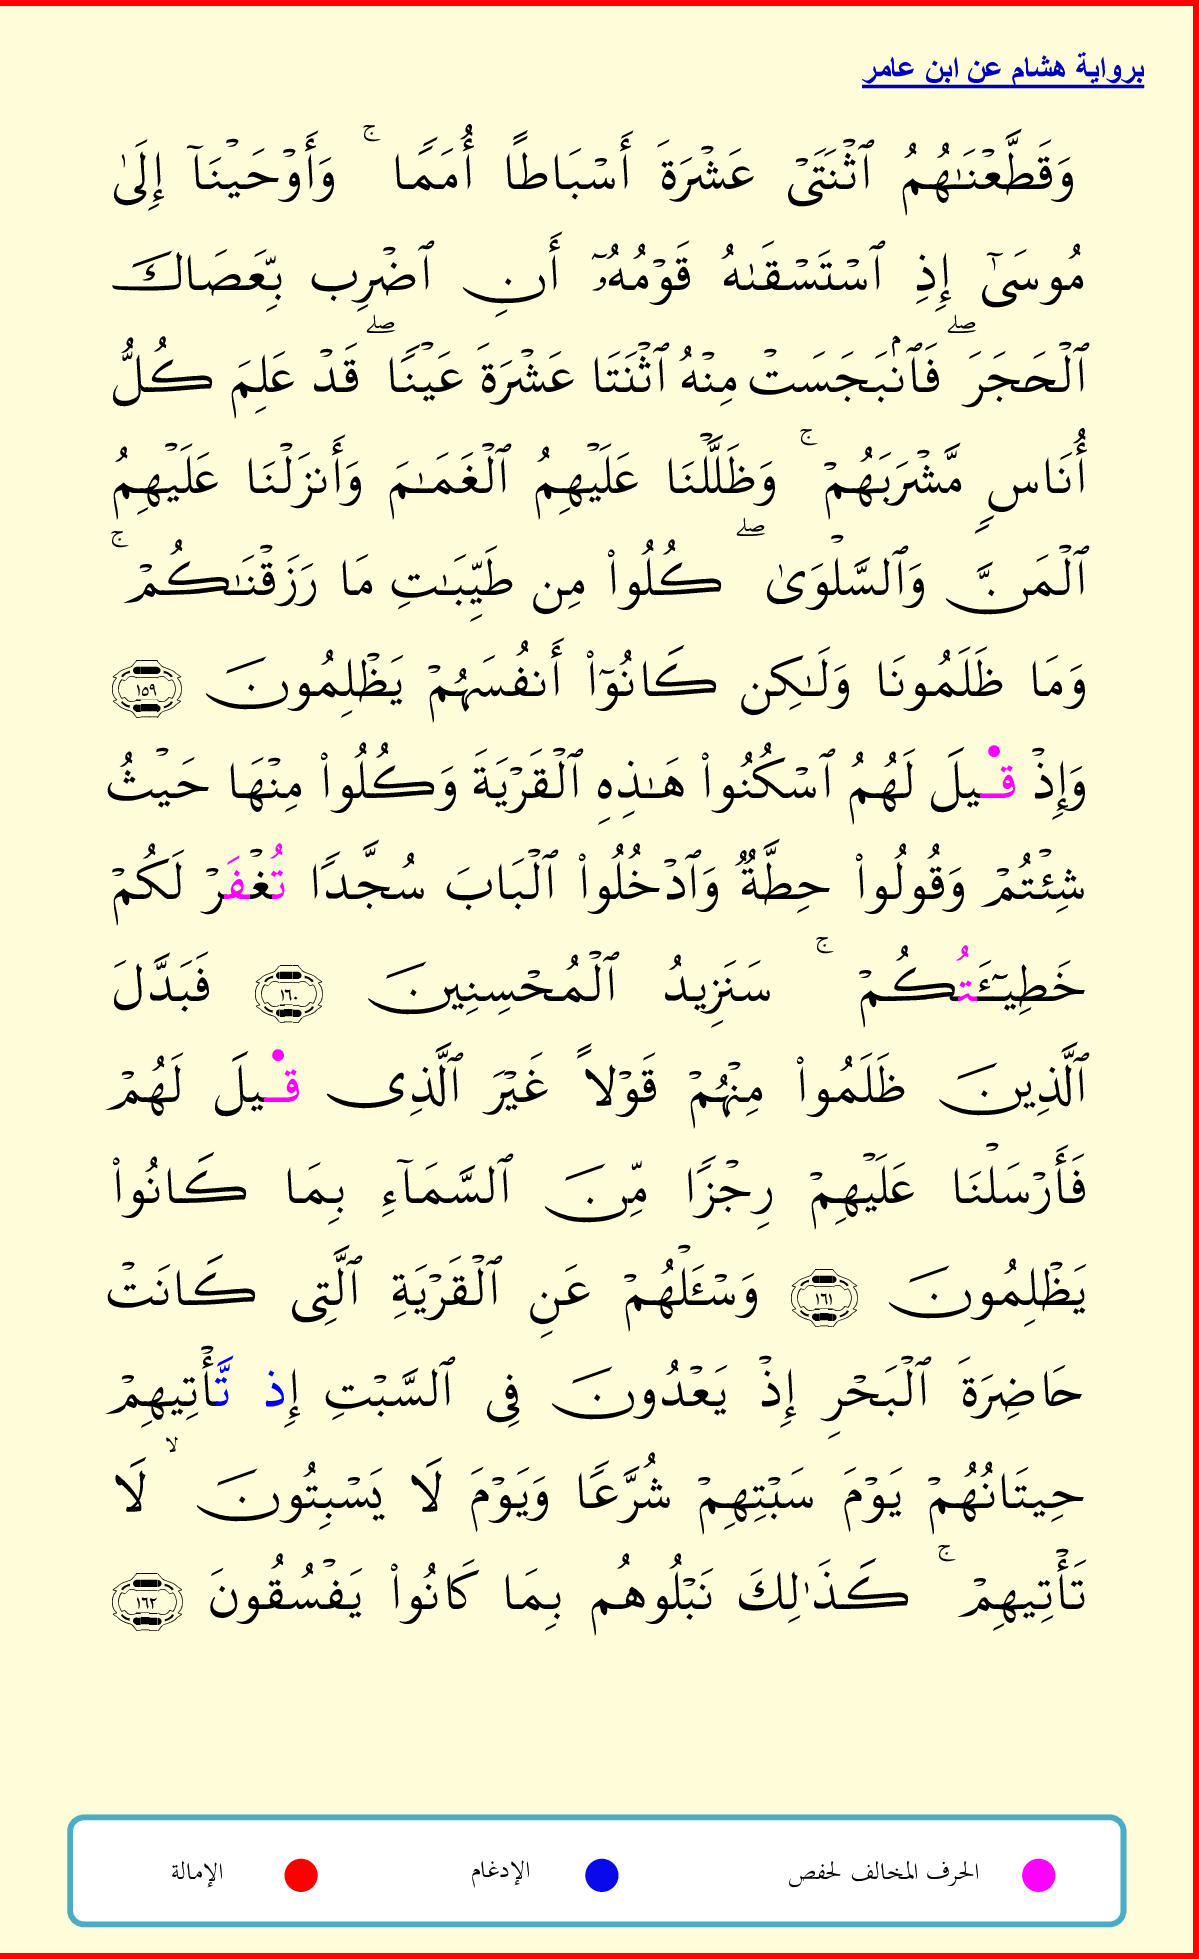 برواية هشام عن ابن عامر
وَقَطَّعْنَـٰهُمُ ٱثْنَتَىْ عَشْرَةَ أَسْبَاطًا أُمَمًا ۚ وَأَوْحَيْنَآ إِلَىٰ
مُوسَىٰٓ إِذِ ٱسْتَسْقَىٰهُ قَوْمُهُۥٓ أَنِ ٱضْرِب بِّعَصَاكَ
ٱلْحَجَرَ ۖ فَٱنۢبَجَسَتْ مِنْهُ ٱثْنَتَا عَشْرَةَ عَيْنًا ۖ قَدْ عَلِمَ كُلُّ
أُنَاسٍ مَّشْرَبَهُمْ ۚ وَظَلَّلْنَا عَلَيْهِمُ ٱلْغَمَـٰمَ وَأَنزَلْنَا عَلَيْهِمُ
ٱلْمَنَّ وَٱلسَّلْوَىٰ ۖ كُلُوا۟ مِن طَيِّبَـٰتِ مَا رَزَقْنَـٰكُمْ ۚ
وَمَا ظَلَمُونَا وَلَـٰكِن كَانُوٓا۟ أَنفُسَهُمْ يَظْلِمُونَ ١٥٩
وَإِذْ قِيلَ لَهُمُ ٱسْكُنُوا۟ هَـٰذِهِ ٱلْقَرْيَةَ وَكُلُوا۟ مِنْهَا حَيْثُ
شِئْتُمْ وَقُولُوا۟ حِطَّةٌ وَٱدْخُلُوا۟ ٱلْبَابَ سُجَّدًا تُغْفَرْ لَكُمْ
خَطِيٓـَٔـٰتُكُمْ ۚ سَنَزِيدُ ٱلْمُحْسِنِينَ ١٦٠ فَبَدَّلَ
ٱلَّذِينَ ظَلَمُوا۟ مِنْهُمْ قَوْلًا غَيْرَ ٱلَّذِى قِيلَ لَهُمْ
فَأَرْسَلْنَا عَلَيْهِمْ رِجْزًا مِّنَ ٱلسَّمَآءِ بِمَا كَانُوا۟
يَظْلِمُونَ ١٦١ وَسْـَٔلْهُمْ عَنِ ٱلْقَرْيَةِ ٱلَّتِى كَانَتْ
حَاضِرَةَ ٱلْبَحْرِ إِذْ يَعْدُونَ فِى ٱلسَّبْتِ إِذ تَّأْتِيهِمْ
حِيتَانُهُمْ يَوْمَ سَبْتِهِمْ شُرَّعًا وَيَوْمَ لَا يَسْبِتُونَ ۙ لَا
تَأْتِيهِمْ ۚ كَذَٰلِكَ نَبْلُوهُم بِمَا كَانُوا۟ يَفْسُقُونَ ١٦٢
الحرف المخالف لحفص الإدغام الإمالة